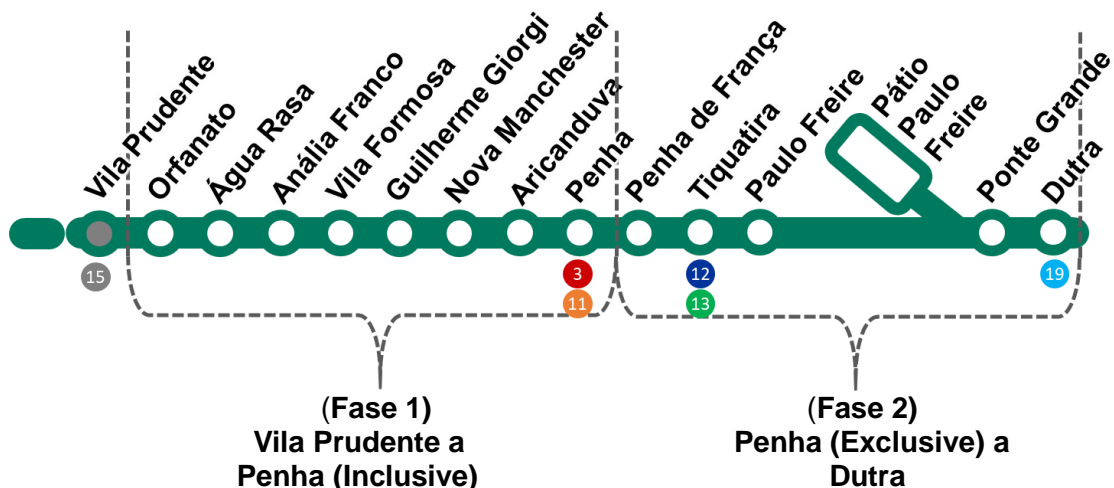 Vila Prudente
Orfanato
Água Rasa
Anália Franco
Vila Formosa
Guilherme Giorgi
Nova Manchester
Aricanduva
Penha
Penha de França
Tiquatira
Paulo Freire
Pátio
Paulo
Freire
Ponte Grande
Dutra
15
3
11
12
13
19
(Fase 1)
Vila Prudente a
Penha (Inclusive)
(Fase 2)
Penha (Exclusive) a
Dutra